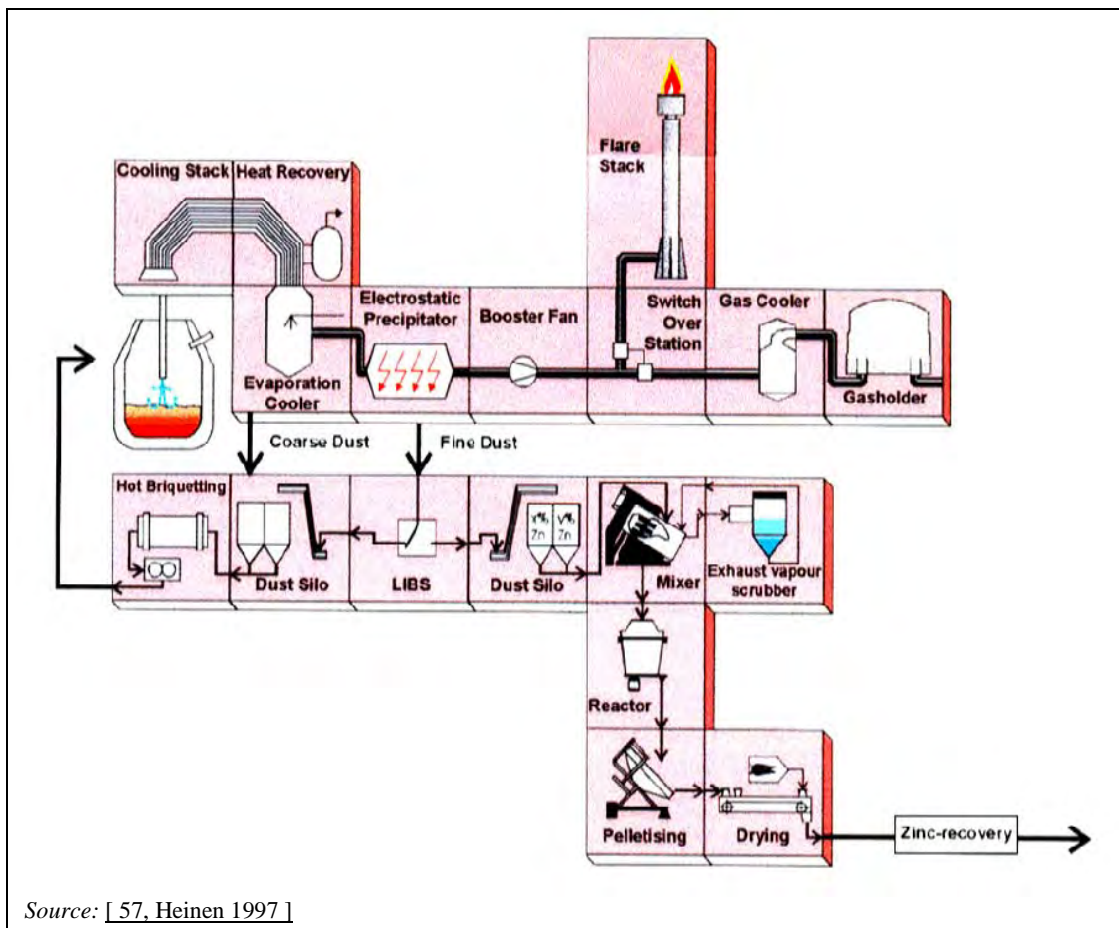 Flare
Stack
Cooling Stack
Heat Recovery
Electrostatic
Precipitator
Booster Fan
Switch
Over
Station
Gas Cooler
Evaporation
Cooler
Gasholder
Coarse Dust
Fine Dust
Hot Briquetting
Dust Silo
LIBS
Dust Silo
Zn
Zn
Mixer
Exhaust vapour
scrubber
Reactor
Pelletising
Drying
Zinc-recovery
Source: [ 57, Heinen 1997 ]